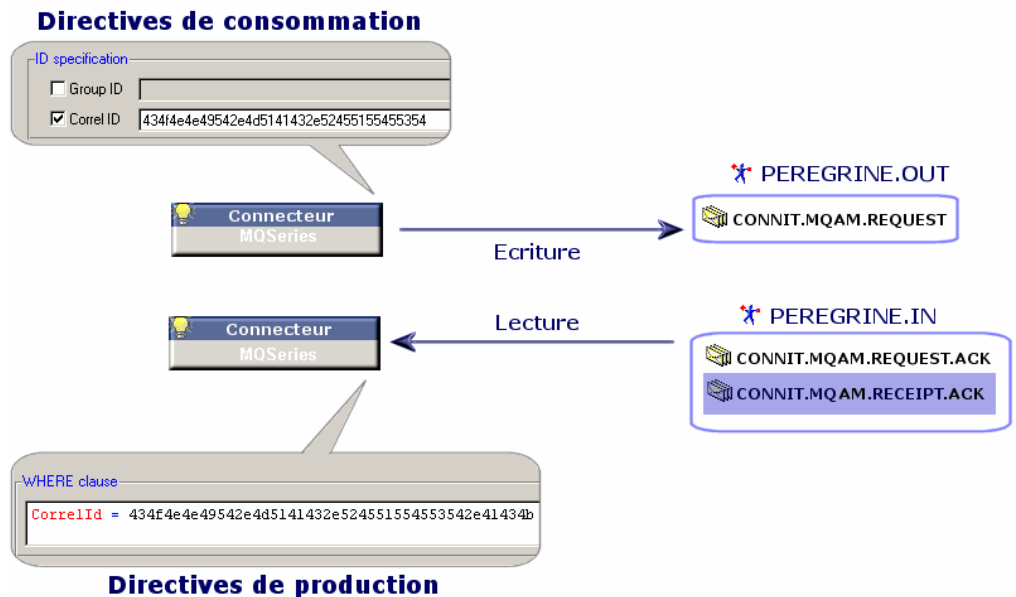 Directives de consommation
ID specification
Group ID
Correl ID 434f4e4e49542e4d5141432e52455155455354
PEREGRINE.OUT
Connecteur
MQSeries
CONNIT.MQAM.REQUEST
Ecriture
PEREGRINE.IN
Connecteur
MQSeries
Lecture
CONNIT.MQAM.REQUEST.ACK
CONNIT.MQAM.RECEIPT.ACK
WHERE clause
CorrelId = 434f4e4e49542e4d5141432e524551554553542e41434b
Directives de production